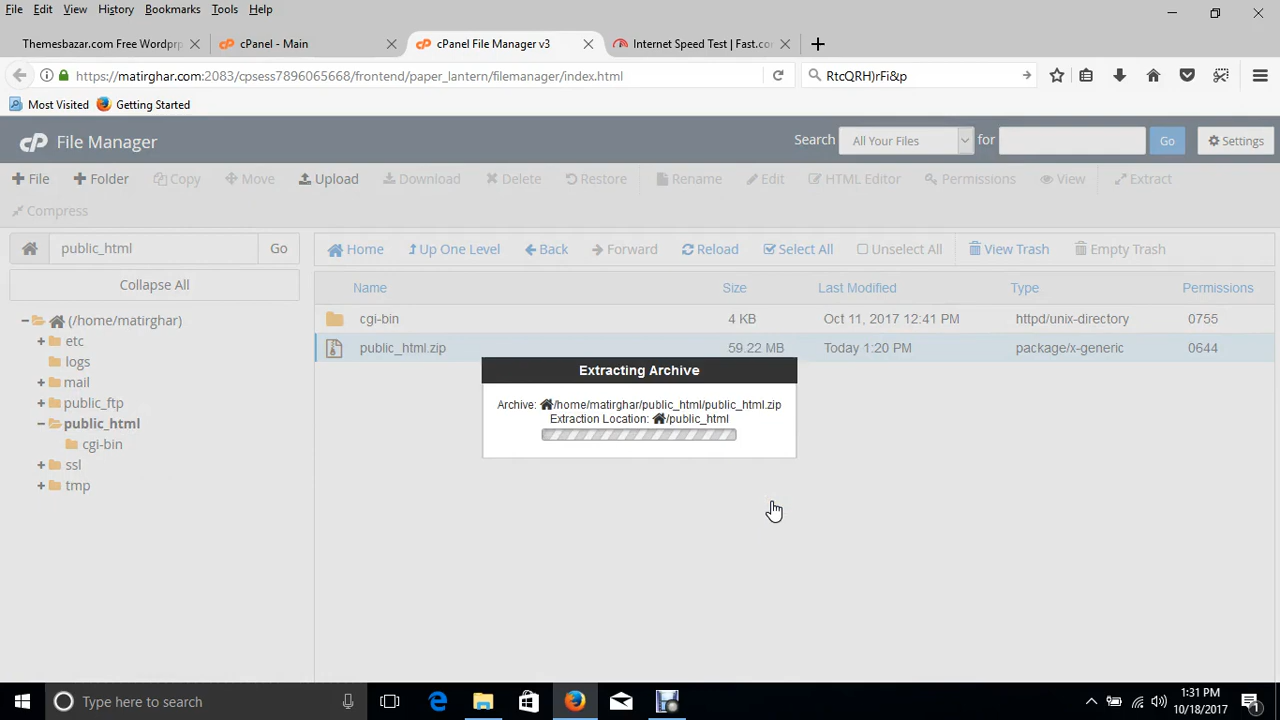 File Edit View History Bookmarks Tools Help
Themesbazar.com Free Wordpr
cPanel - Main
cPanel File Manager v3
Internet Speed Test | Fast.co
https://matirghar.com:2083/cpsess7896065668/frontend/paper_lantern/filemanager/index.html
RtcQRH)rFi&p
Most Visited Getting Started
cP File Manager
Search All Your Files for Go Settings
File Folder Copy Move Upload Download Delete Restore Rename Edit HTML Editor Permissions View Extract
Compress
public_html Go
Home Up One Level Back Forward Reload Select All Unselect All View Trash Empty Trash
Collapse All
Name Size Last Modified Type Permissions
(/home/matirghar)
etc
logs
mail
public_ftp
public_html
cgi-bin
ssl
tmp
cgi-bin 4 KB Oct 11, 2017 12:41 PM httpd/unix-directory 0755
public_html.zip 59.22 MB Today 1:20 PM package/x-generic 0644
Extracting Archive
Archive: /home/matirghar/public_html/public_html.zip
Extraction Location: /public_html
Type here to search
1:31 PM
10/18/2017
1